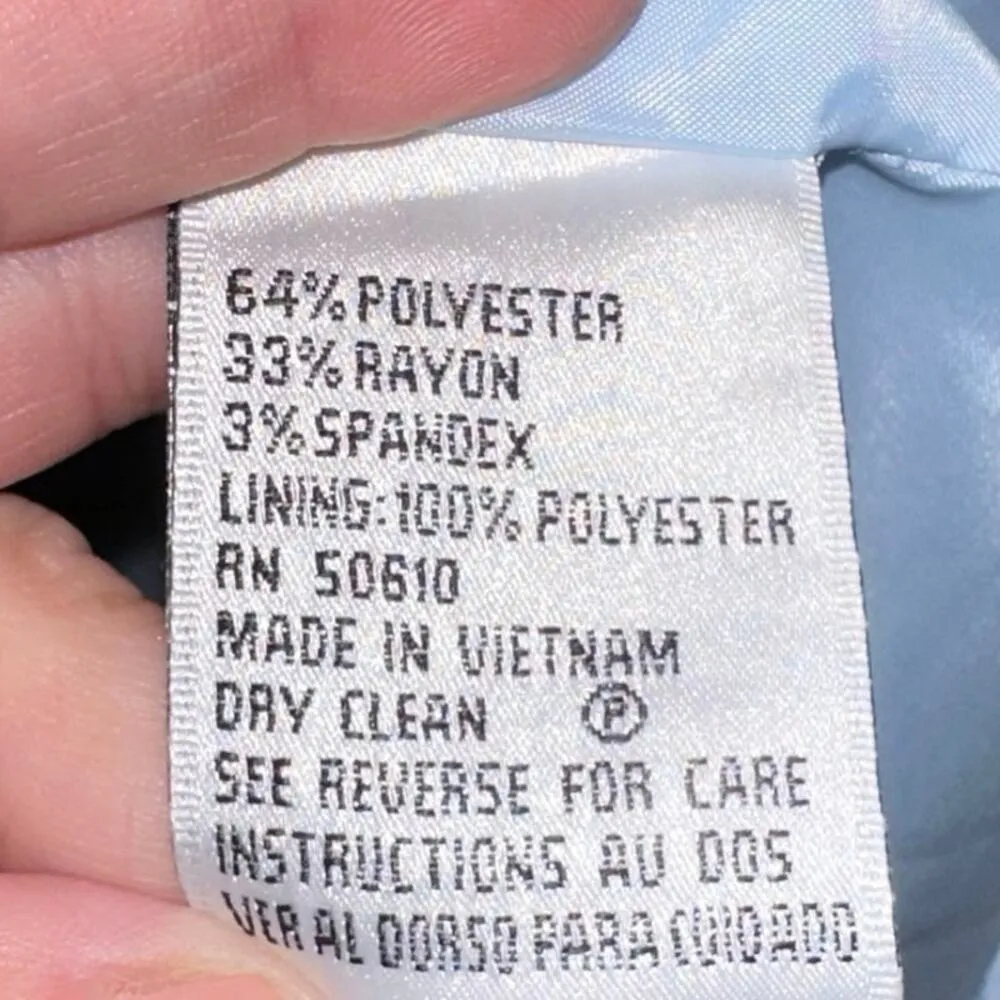 64% POLYESTER
33% RAYON
3% SPANDEX
LINING: 100% POLYESTER
RN 50610
MADE IN VIETNAM
DRY CLEAN Ⓟ
SEE REVERSE FOR CARE
INSTRUCTIONS AU DOS
VER AL DORSO PARA CUIDADO